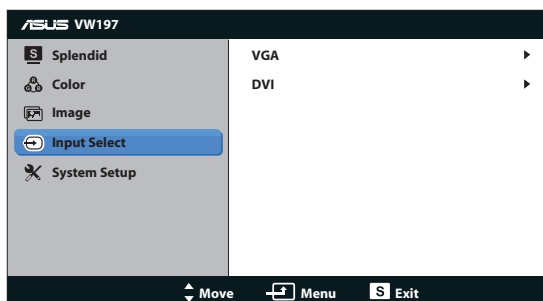 ASUS VW197
S Splendid
Color
Image
Input Select
System Setup
VGA
DVI
Move Menu S Exit